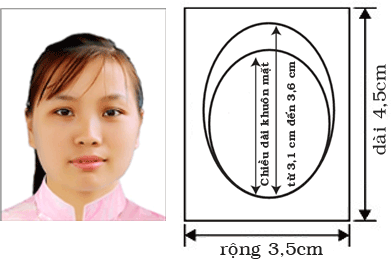 Chiều dài khuôn mặt
từ 3,1 cm đến 3,6 cm
dài 4,5cm
rộng 3,5cm